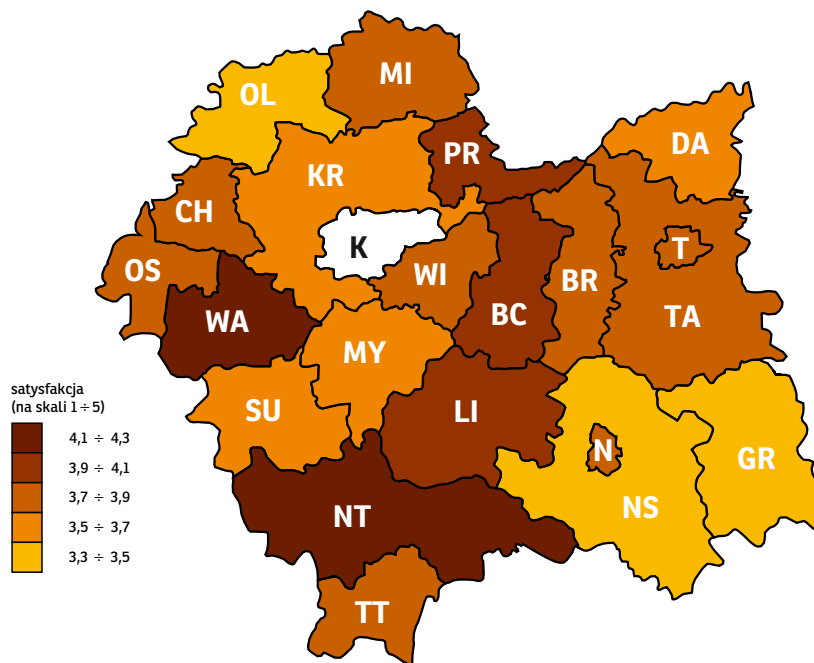 MI
OL
PR
DA
KR
CH
K
T
OS
WI
BR
WA
BC
TA
MY
satysfakcja
(na skali 1 ÷ 5)
SU
LI
4,1 ÷ 4,3
3,9 ÷ 4,1
3,7 ÷ 3,9
3,5 ÷ 3,7
3,3 ÷ 3,5
N
GR
NS
NT
TT